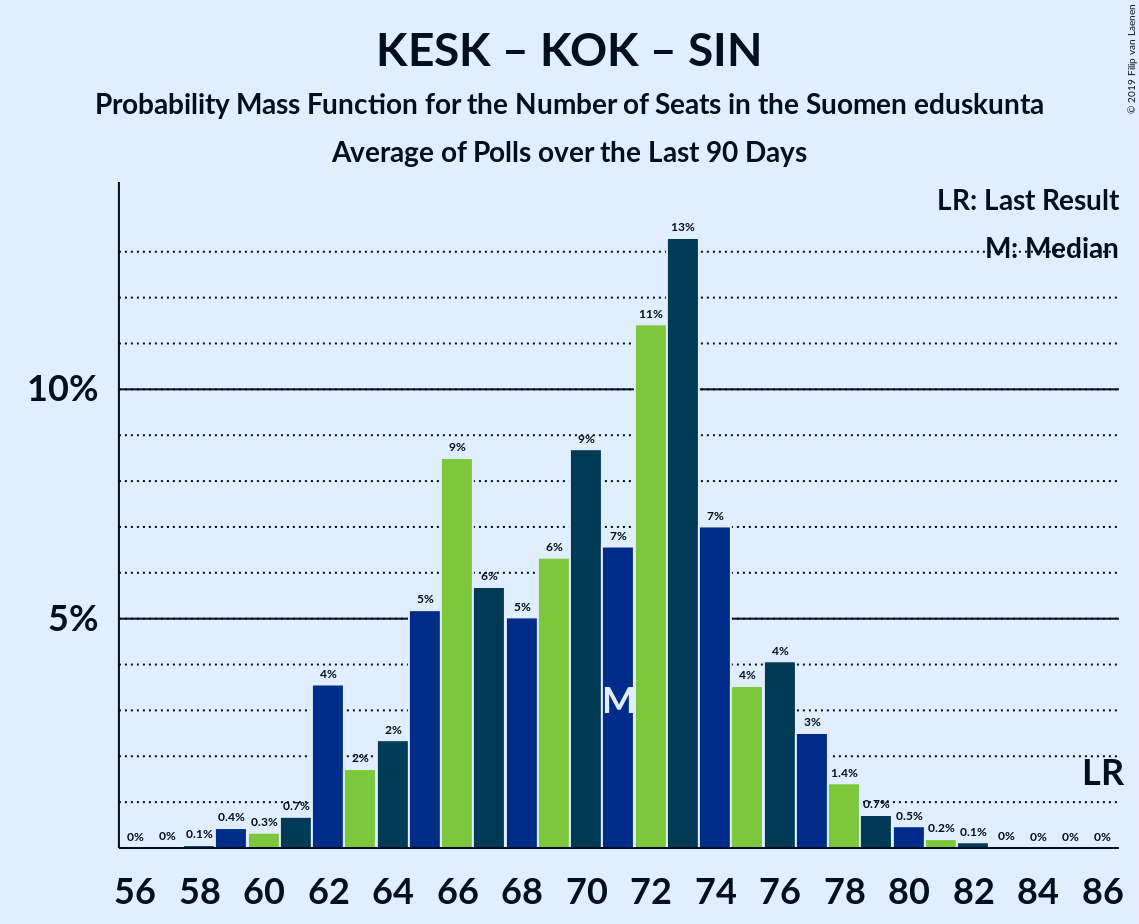 KESK – KOK – SIN
Probability Mass Function for the Number of Seats in the Suomen eduskunta
Average of Polls over the Last 90 Days
© 2019 Filip van Laenen
LR: Last Result
M: Median
10%
5%
0% 0% 0.1% 0.4% 0.3% 0.7% 4% 2% 2% 5% 9% 6% 5% 6% 9% 7% 11% 13% 7% 4% 4% 3% 1.4% 0.7% 0.5% 0.2% 0.1% 0% 0% 0% 0%
M
LR
56 58 60 62 64 66 68 70 72 74 76 78 80 82 84 86